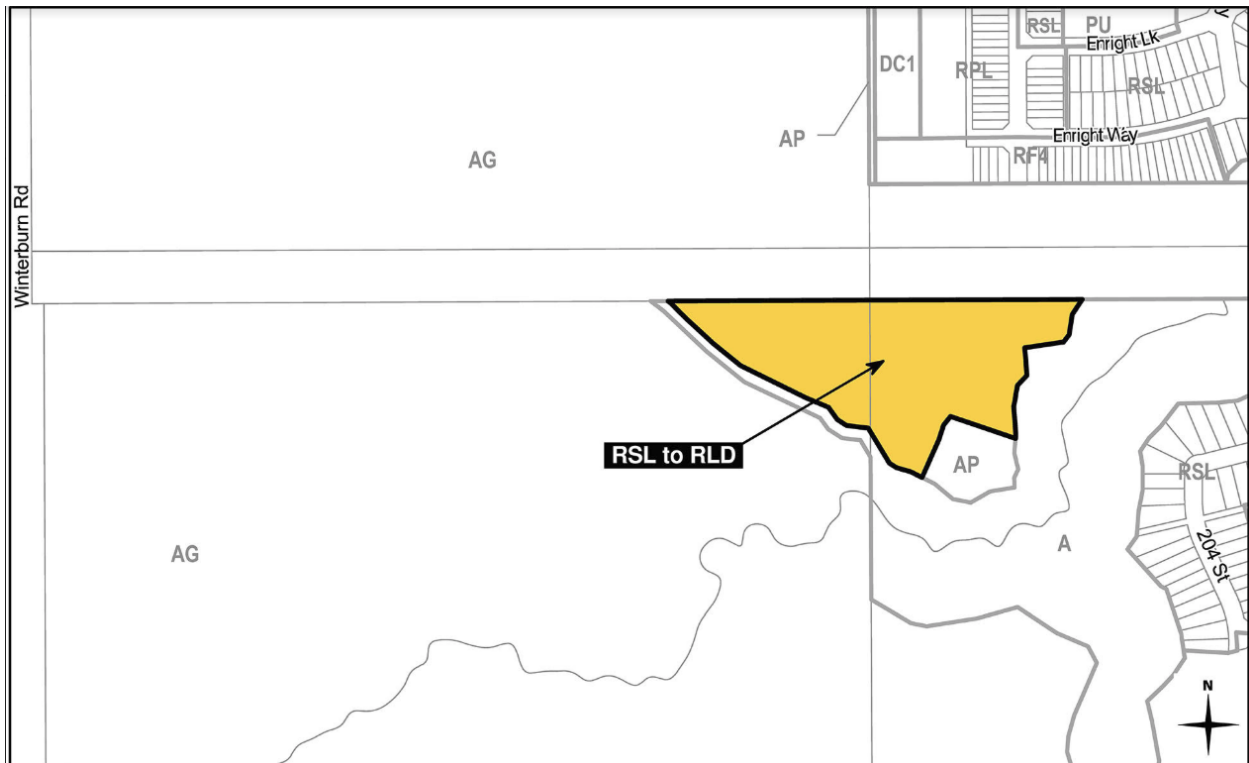 RSL
PU
Enright Lk
DC1
RPL
RSL
AP
Enright Way
AG
RF4
Winterburn Rd
RSL to RLD
AP
RSL
AG
A
204 St
N